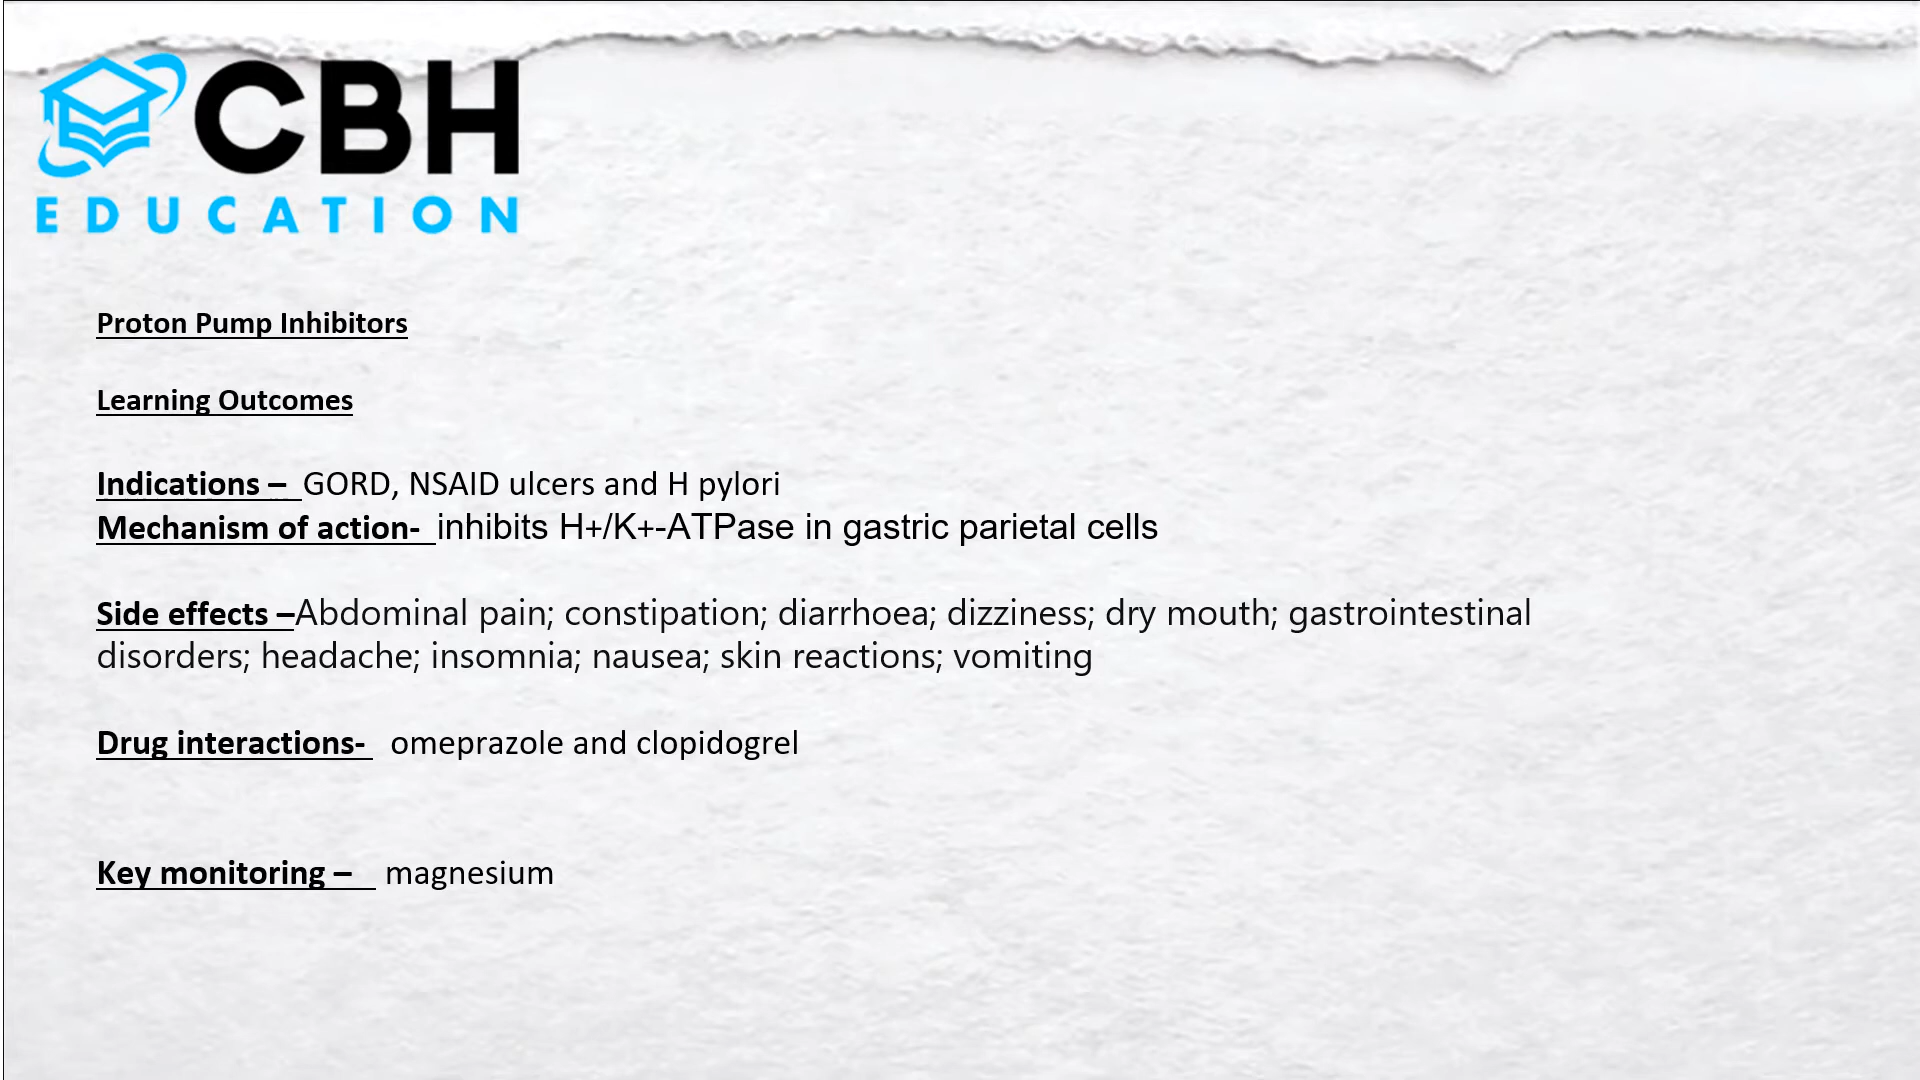 CBH
EDUCATION
Proton Pump Inhibitors
Learning Outcomes
Indications – GORD, NSAID ulcers and H pylori
Mechanism of action- inhibits H+/K+-ATPase in gastric parietal cells
Side effects –Abdominal pain; constipation; diarrhoea; dizziness; dry mouth; gastrointestinal
disorders; headache; insomnia; nausea; skin reactions; vomiting
Drug interactions- omeprazole and clopidogrel
Key monitoring – magnesium